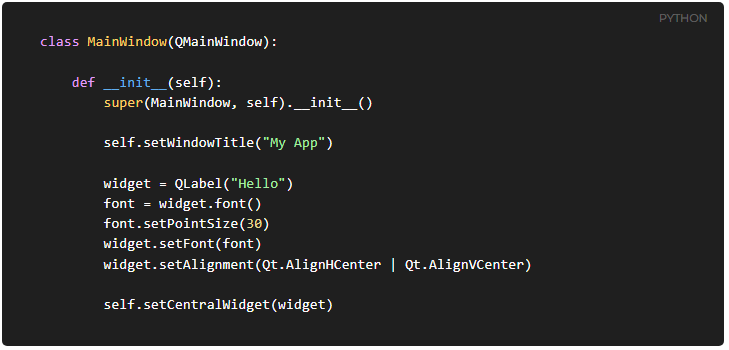 PYTHON
class MainWindow(QMainWindow):
    def __init__(self):
        super(MainWindow, self).__init__()
        self.setWindowTitle("My App")
        widget = QLabel("Hello")
        font = widget.font()
        font.setPointSize(30)
        widget.setFont(font)
        widget.setAlignment(Qt.AlignHCenter | Qt.AlignVCenter)
        self.setCentralWidget(widget)